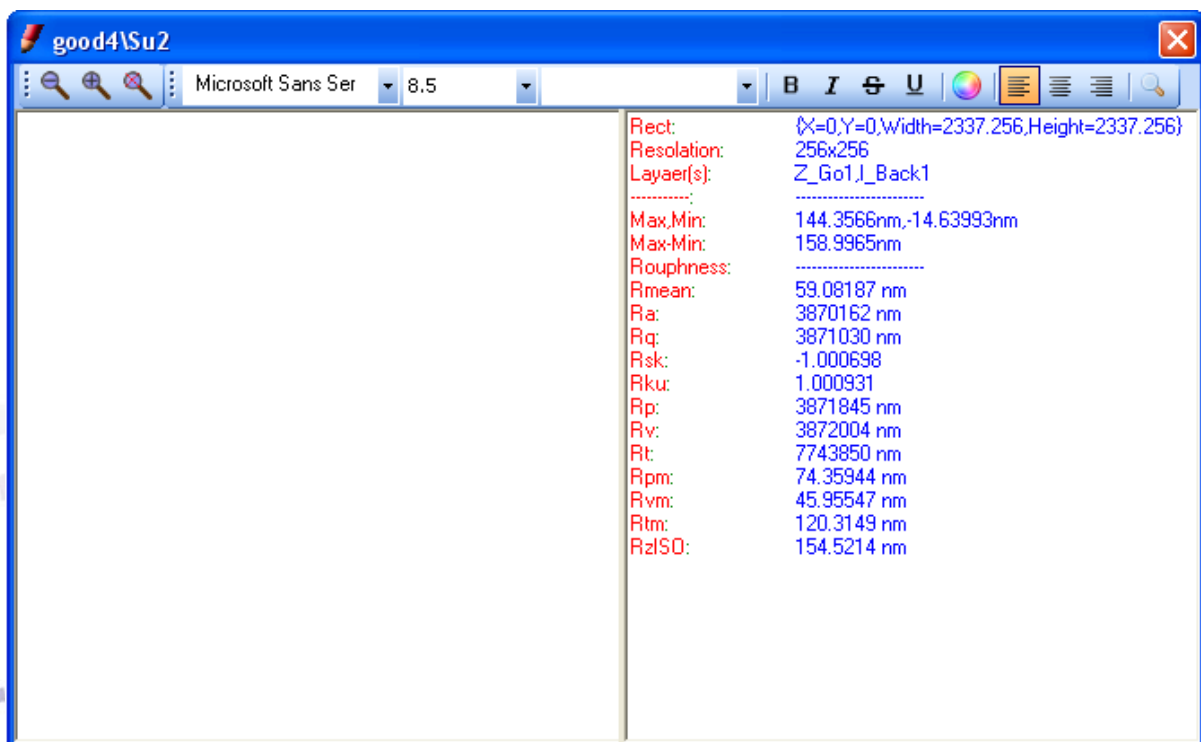 good4\Su2
Microsoft Sans Ser 8.5 B I S U
Rect: {X=0,Y=0,Width=2337.256,Height=2337.256}
Resolation: 256x256
Layaer(s): Z_Go1,I_Back1
-----------: ------------------------
Max,Min: 144.3566nm,-14.63993nm
Max-Min: 158.9965nm
Rouphness: ------------------------
Rmean: 59.08187 nm
Ra: 3870162 nm
Rq: 3871030 nm
Rsk: -1.000698
Rku: 1.000931
Rp: 3871845 nm
Rv: 3872004 nm
Rt: 7743850 nm
Rpm: 74.35944 nm
Rvm: 45.95547 nm
Rtm: 120.3149 nm
RzISO: 154.5214 nm